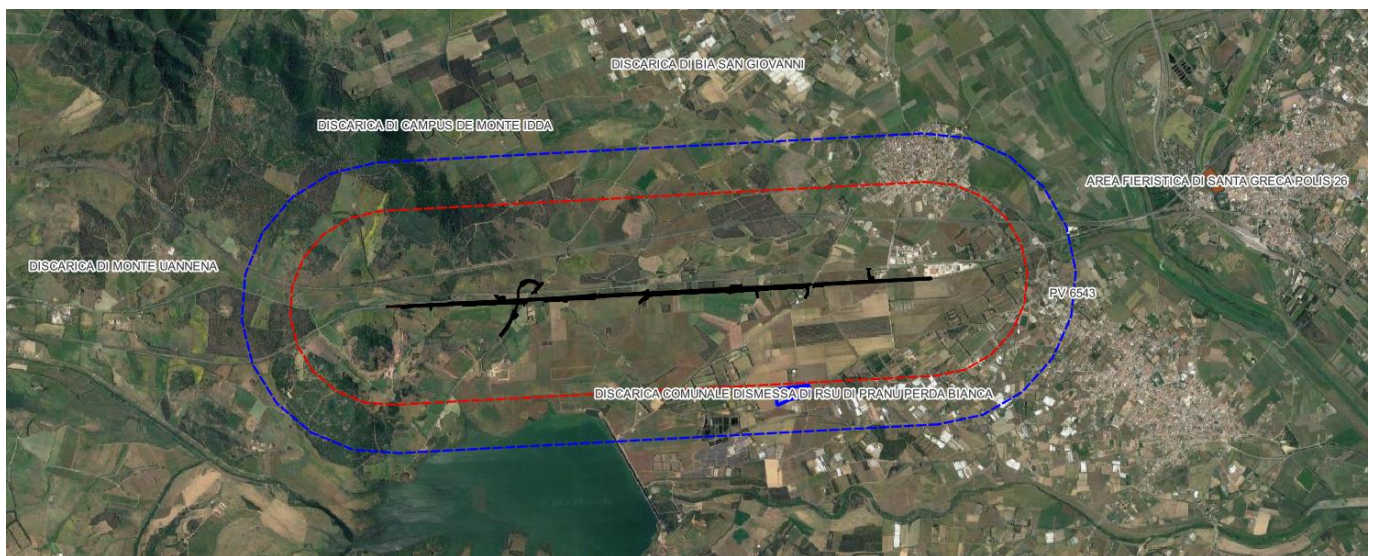 DISCARICA DI BIA SAN GIOVANNI
DISCARICA DI CAMPUS DE MONTE IDDA
AREA FIERISTICA DI SANTA GRECA POLIS 26
DISCARICA DI MONTE UANNENA
PV 6543
DISCARICA COMUNALE DISMESSA DI RSU DI PRANU PERDA BIANCA